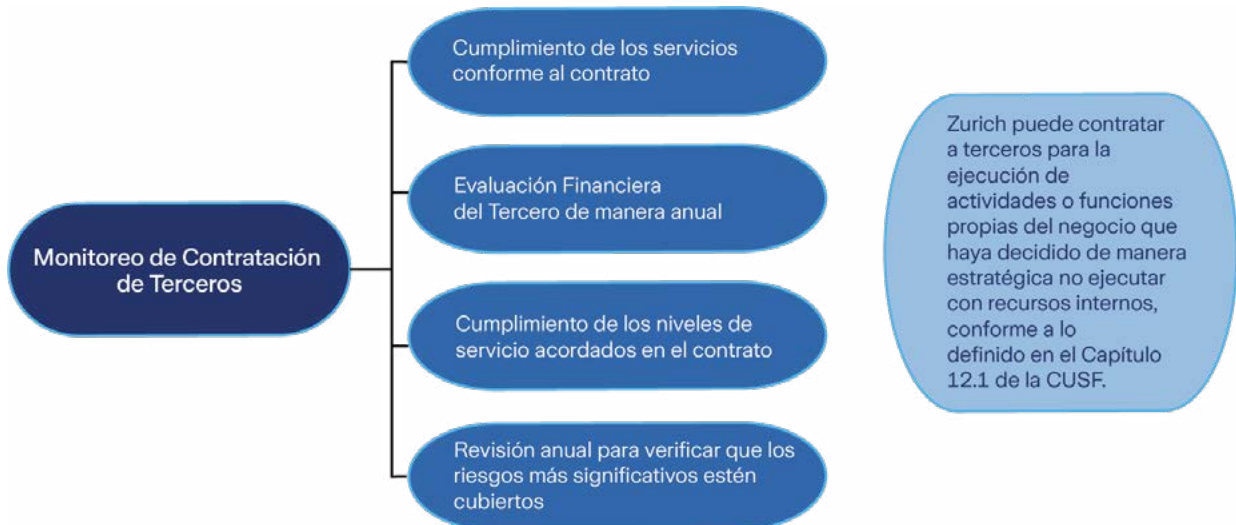 Monitoreo de Contratación
de Terceros
Cumplimiento de los servicios
conforme al contrato
Evaluación Financiera
del Tercero de manera anual
Cumplimiento de los niveles de
servicio acordados en el contrato
Revisión anual para verificar que los
riesgos más significativos estén
cubiertos
Zurich puede contratar
a terceros para la
ejecución de
actividades o funciones
propias del negocio que
haya decidido de manera
estratégica no ejecutar
con recursos internos,
conforme a lo
definido en el Capítulo
12.1 de la CUSF.